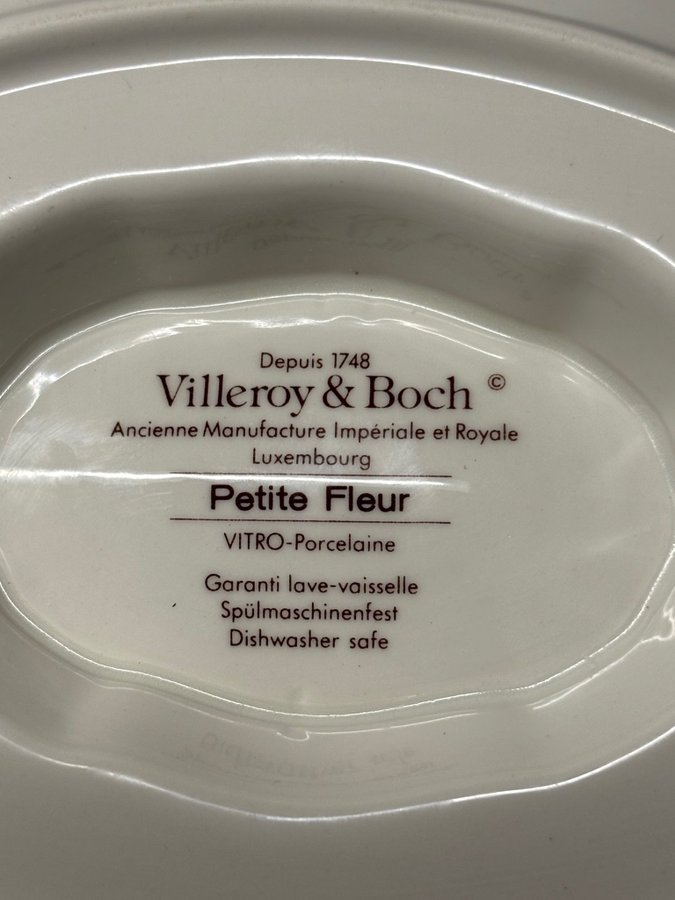 Depuis 1748
Villeroy & Boch ©
Ancienne Manufacture Impériale et Royale
Luxembourg
Petite Fleur
VITRO-Porcelaine
Garanti lave-vaisselle
Spülmaschinenfest
Dishwasher safe